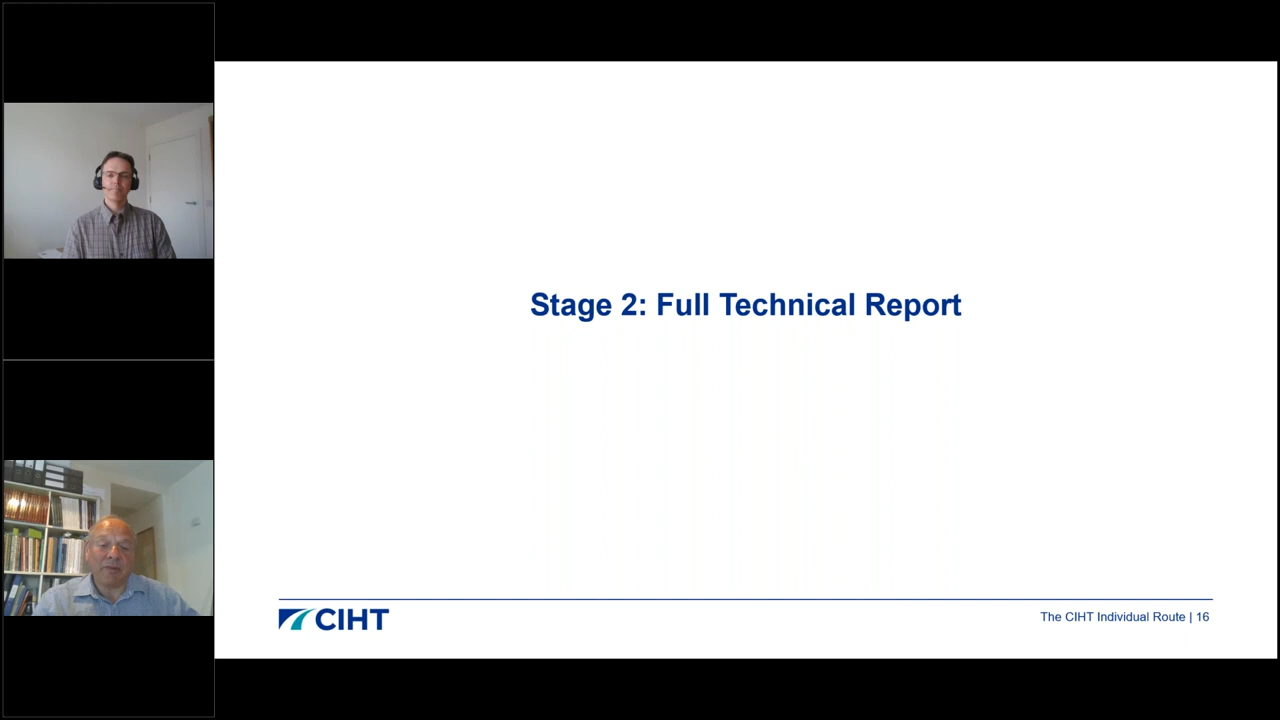 Stage 2: Full Technical Report
CIHT
The CIHT Individual Route | 16